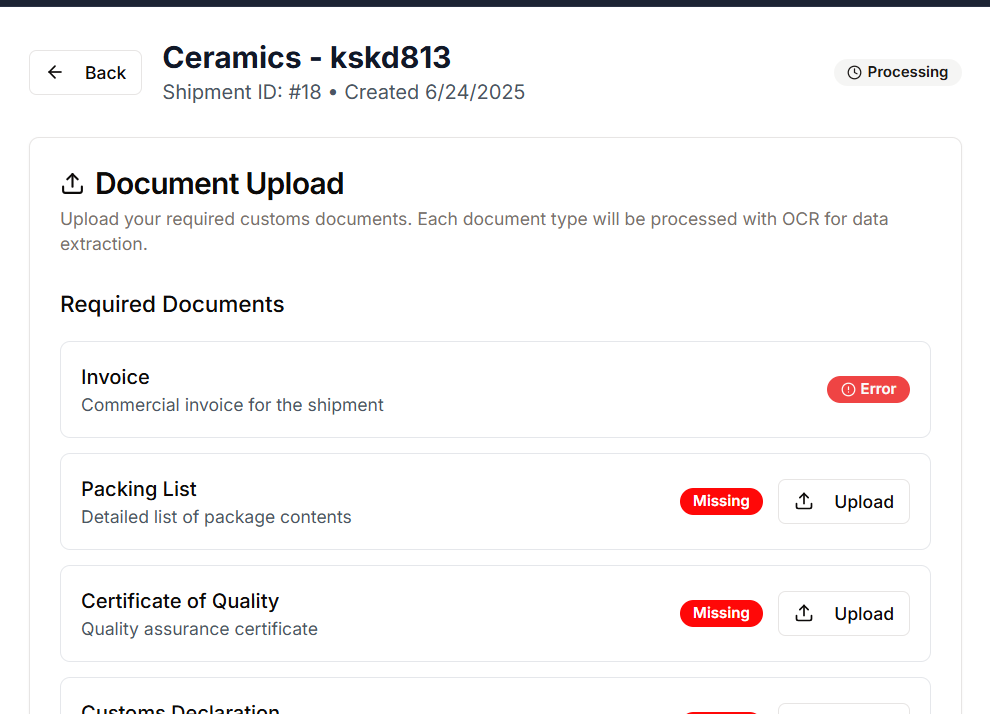 Back
Ceramics - kskd813
Shipment ID: #18 • Created 6/24/2025
Processing
Document Upload
Upload your required customs documents. Each document type will be processed with OCR for data
extraction.
Required Documents
Invoice
Commercial invoice for the shipment
Error
Packing List
Detailed list of package contents
Missing
Upload
Certificate of Quality
Quality assurance certificate
Missing
Upload
Customs Declaration